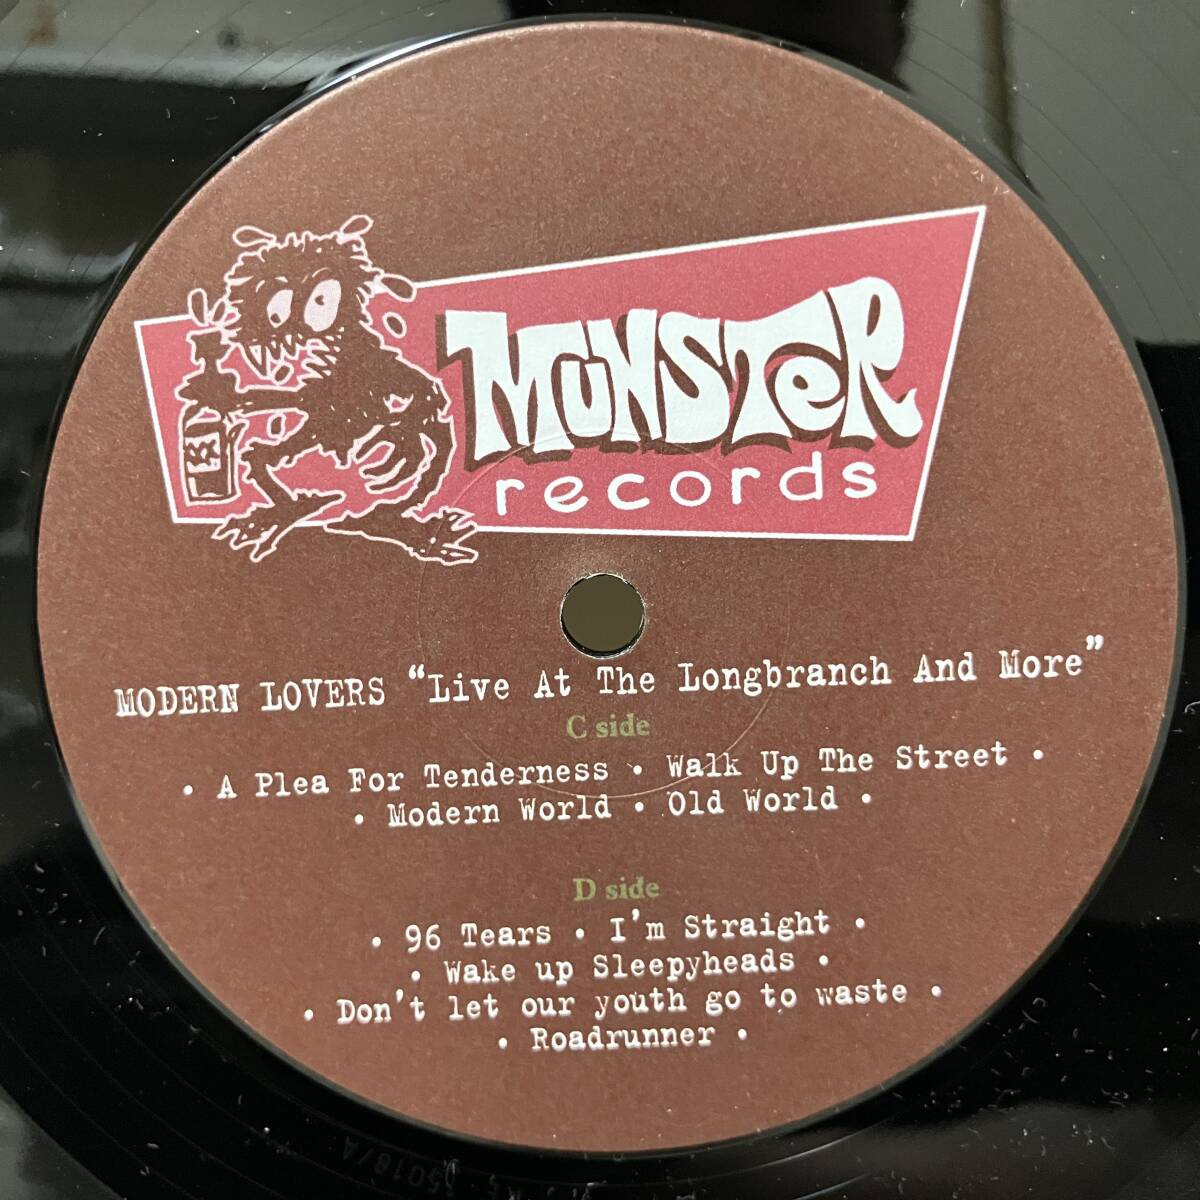 MUNSTeR
records
MODERN LOVERS “Live At The Longbranch And More”
C side
• A Plea For Tenderness • Walk Up The Street •
• Modern World • Old World •
D side
• 96 Tears • I'm Straight •
• Wake up Sleepyheads •
• Don't let our youth go to waste •
• Roadrunner •